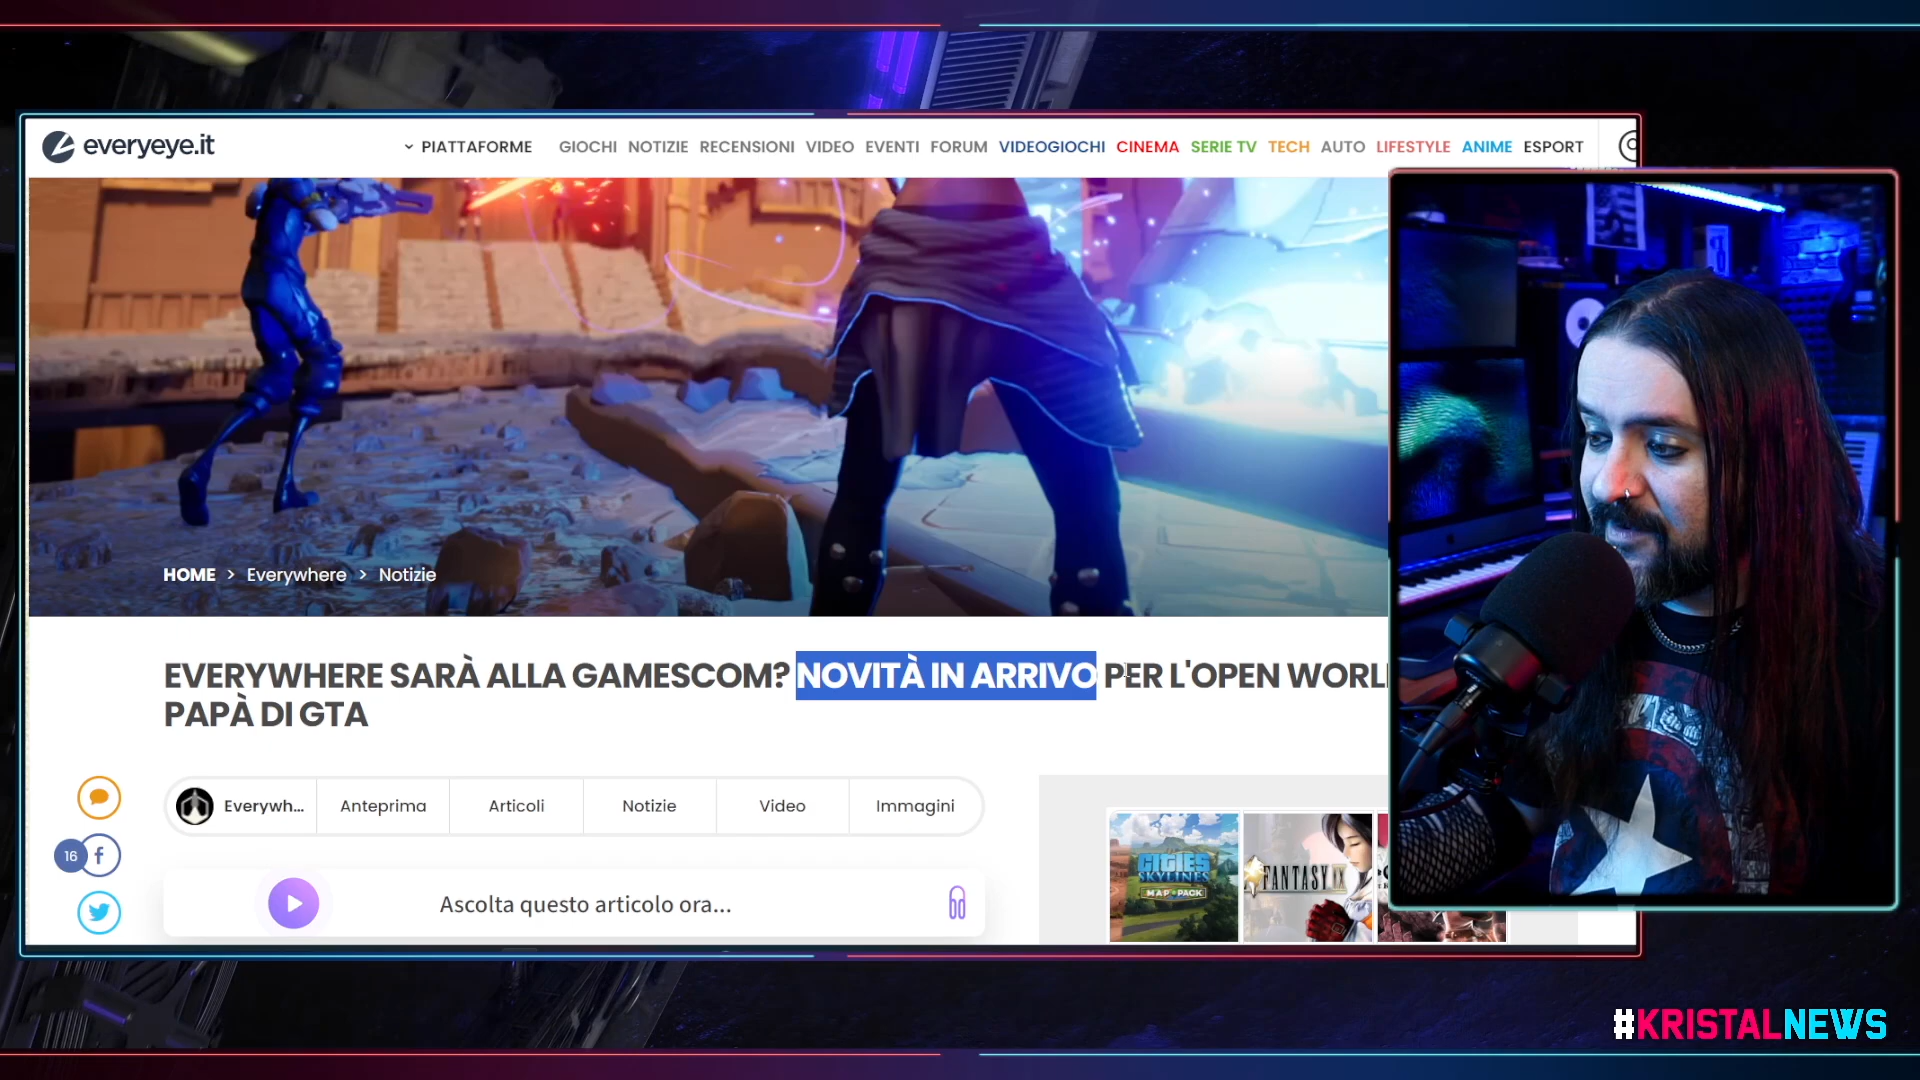 everyeye.it
PIATTAFORME GIOCHI NOTIZIE RECENSIONI VIDEO EVENTI FORUM VIDEOGIOCHI CINEMA SERIE TV TECH AUTO LIFESTYLE ANIME ESPORT
HOME > Everywhere > Notizie
EVERYWHERE SARÀ ALLA GAMESCOM? NOVITÀ IN ARRIVO PER L'OPEN WORL
PAPÀ DI GTA
Everywh... Anteprima Articoli Notizie Video Immagini
16
Ascolta questo articolo ora...
CITIES
SKYLINES
MAP PACK
FANTASY IX
#KRISTALNEWS